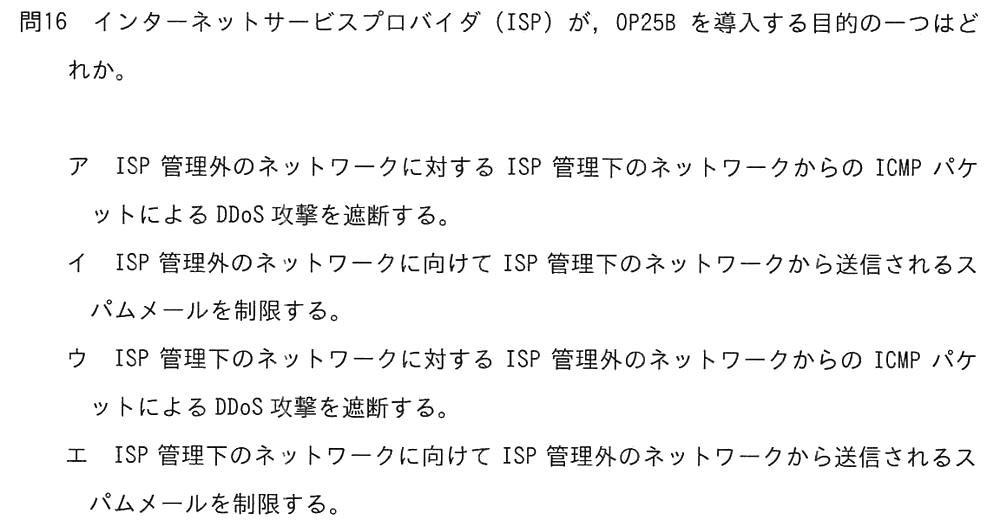 問16 インターネットサービスプロバイダ（ISP）が，OP25B を導入する目的の一つはど
れか。
ア ISP 管理外のネットワークに対する ISP 管理下のネットワークからの ICMP パケ
ットによる DDoS 攻撃を遮断する。
イ ISP 管理外のネットワークに向けて ISP 管理下のネットワークから送信されるス
パムメールを制限する。
ウ ISP 管理下のネットワークに対する ISP 管理外のネットワークからの ICMP パケ
ットによる DDoS 攻撃を遮断する。
エ ISP 管理下のネットワークに向けて ISP 管理外のネットワークから送信されるス
パムメールを制限する。